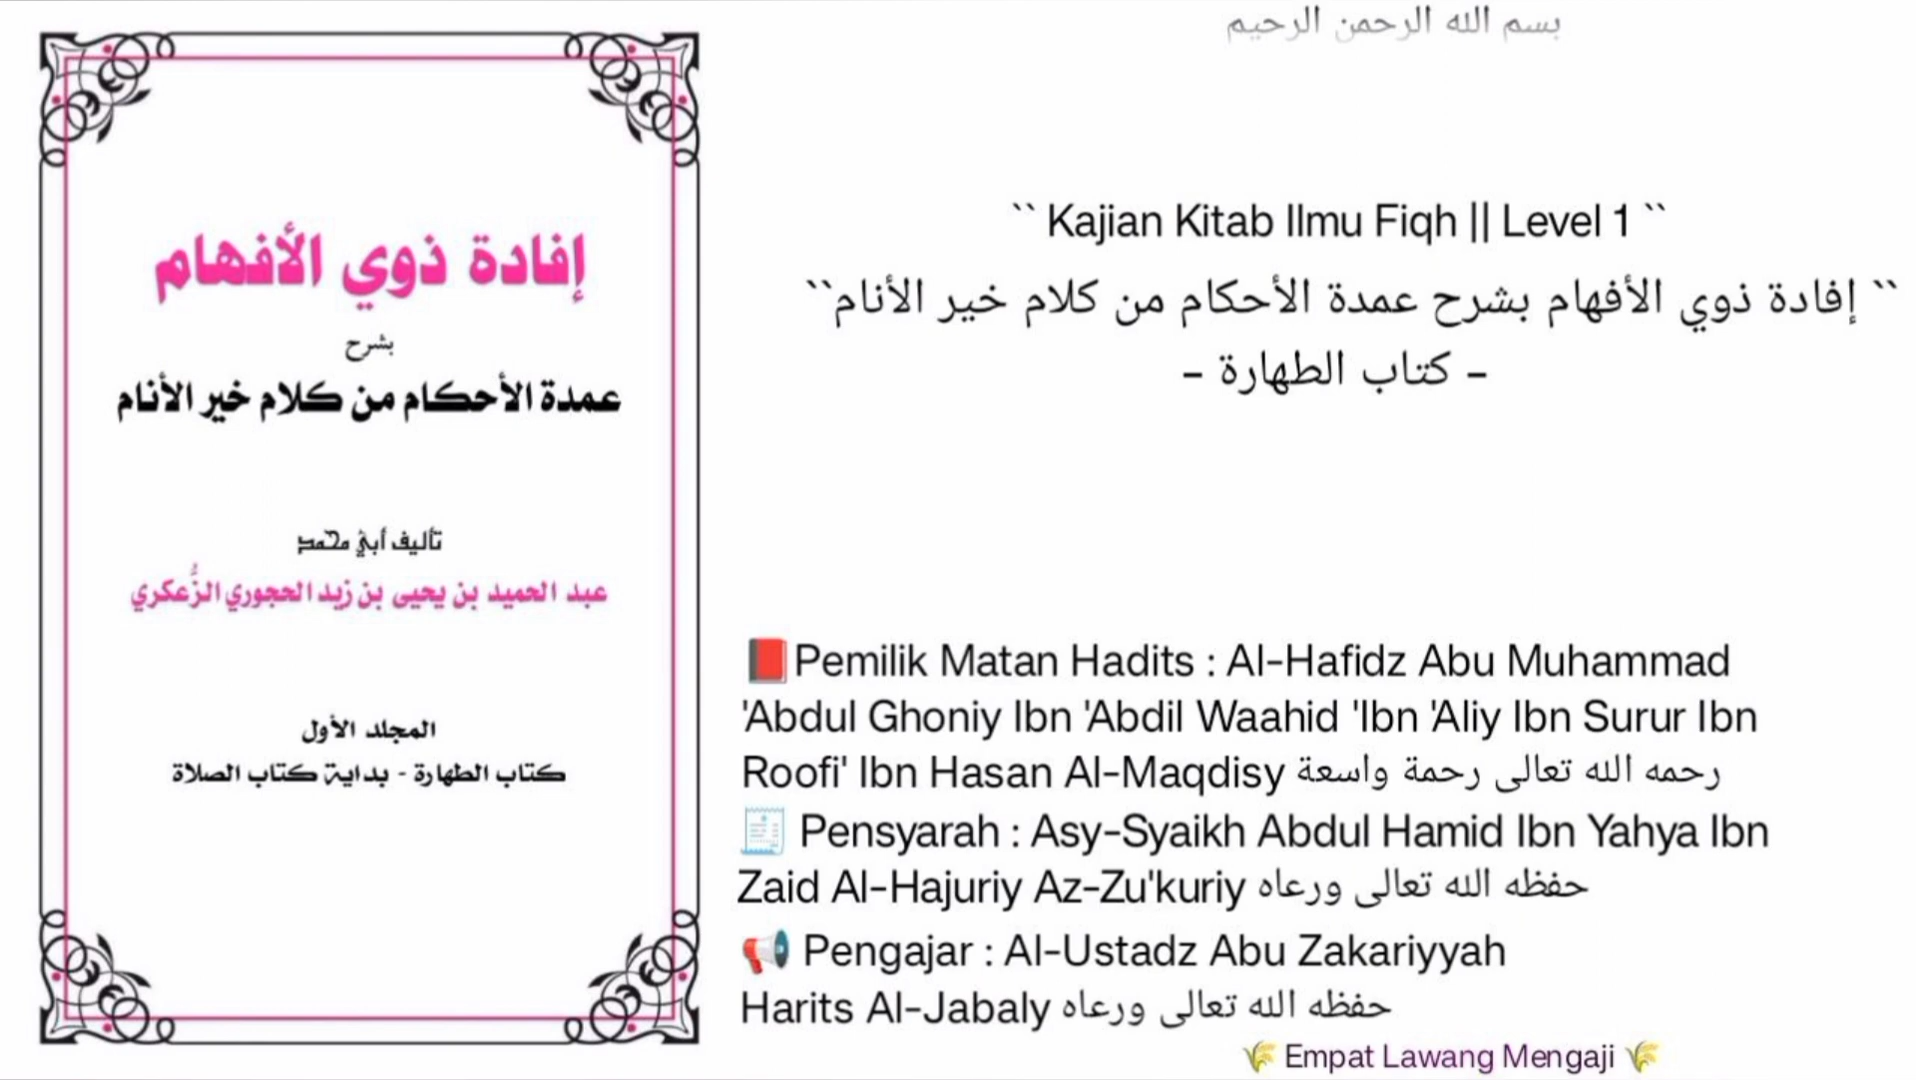 إفادة ذوي الأفهام
بشرح
عمدة الأحكام من كلام خير الأنام
تأليف أبي محمد
عبد الحميد بن يحيى بن زيد الحجوري الزُّعكري
المجلد الأول
كتاب الطهارة - بداية كتاب الصلاة
بسم الله الرحمن الرحيم
`` Kajian Kitab Ilmu Fiqh || Level 1 ``
`` إفادة ذوي الأفهام بشرح عمدة الأحكام من كلام خير الأنام``
- كتاب الطهارة -
📕Pemilik Matan Hadits : Al-Hafidz Abu Muhammad
'Abdul Ghoniy Ibn 'Abdil Waahid 'Ibn 'Aliy Ibn Surur Ibn
Roofi' Ibn Hasan Al-Maqdisy رحمه الله تعالى رحمة واسعة
🧾 Pensyarah : Asy-Syaikh Abdul Hamid Ibn Yahya Ibn
Zaid Al-Hajuriy Az-Zu'kuriy حفظه الله تعالى ورعاه
📢 Pengajar : Al-Ustadz Abu Zakariyyah
Harits Al-Jabaly حفظه الله تعالى ورعاه
🌾 Empat Lawang Mengaji 🌾